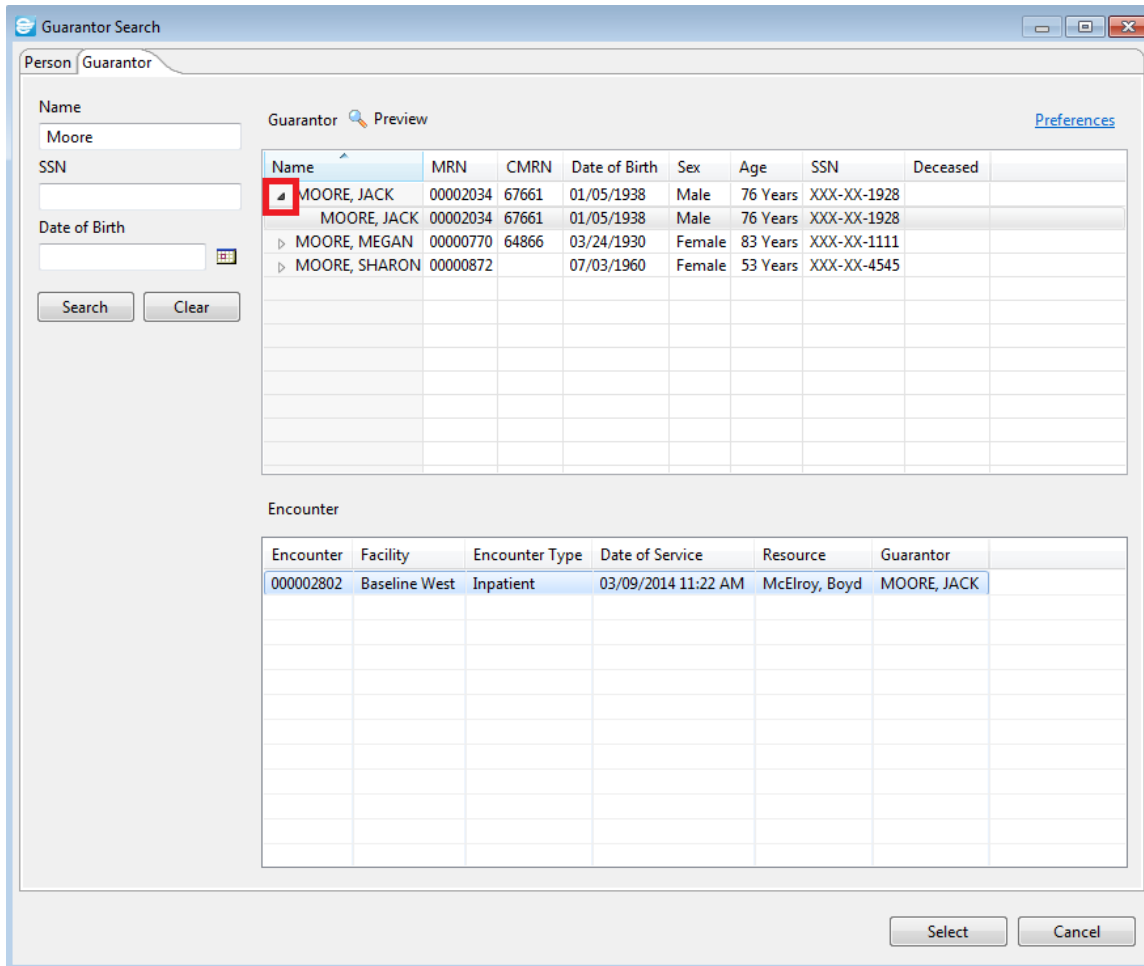 Guarantor Search
Person Guarantor
Name
Moore
SSN
Date of Birth
Search Clear
Guarantor Preview Preferences
Name MRN CMRN Date of Birth Sex Age SSN Deceased
MOORE, JACK 00002034 67661 01/05/1938 Male 76 Years XXX-XX-1928
MOORE, JACK 00002034 67661 01/05/1938 Male 76 Years XXX-XX-1928
MOORE, MEGAN 00000770 64866 03/24/1930 Female 83 Years XXX-XX-1111
MOORE, SHARON 00000872 07/03/1960 Female 53 Years XXX-XX-4545
Encounter
Encounter Facility Encounter Type Date of Service Resource Guarantor
000002802 Baseline West Inpatient 03/09/2014 11:22 AM McElroy, Boyd MOORE, JACK
Select Cancel